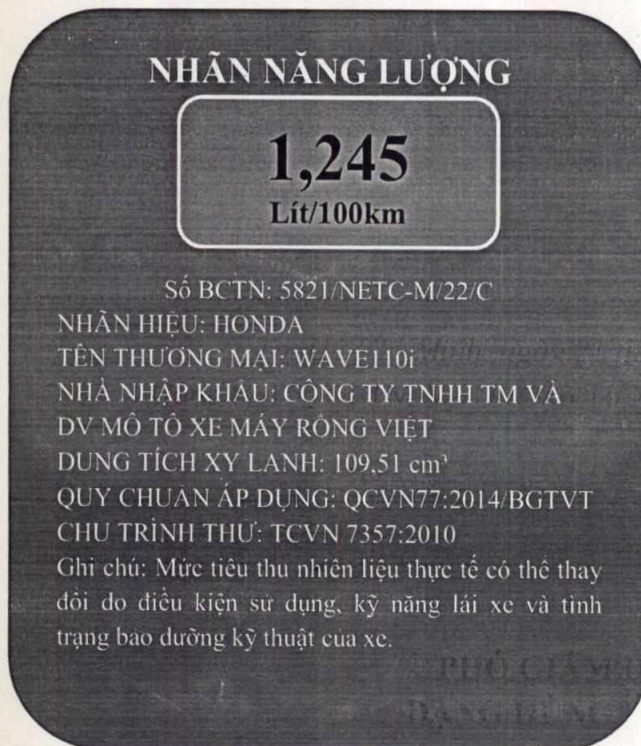 NHÃN NĂNG LƯỢNG
1,245
Lít/100km
Số BCTN: 5821/NETC-M/22/C
NHÃN HIỆU: HONDA
TÊN THƯƠNG MẠI: WAVE110i
NHÀ NHẬP KHẨU: CÔNG TY TNHH TM VÀ
DV MÔ TÔ XE MÁY RỒNG VIỆT
DUNG TÍCH XY LANH: 109,51 cm³
QUY CHUẨN ÁP DỤNG: QCVN77:2014/BGTVT
CHU TRÌNH THỬ: TCVN 7357:2010
Ghi chú: Mức tiêu thụ nhiên liệu thực tế có thể thay
đổi do điều kiện sử dụng, kỹ năng lái xe và tình
trạng bảo dưỡng kỹ thuật của xe.
PHÓ GIÁM